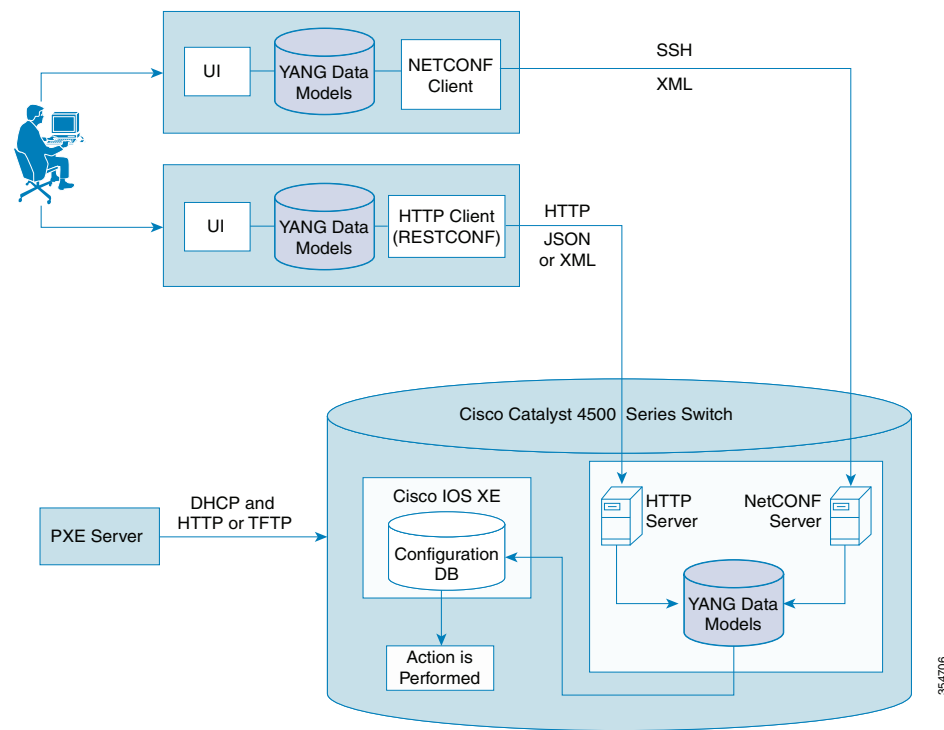 UI
YANG Data
Models
NETCONF
Client
SSH
XML
UI
YANG Data
Models
HTTP Client
(RESTCONF)
HTTP
JSON
or XML
Cisco Catalyst 4500 Series Switch
PXE Server
DHCP and
HTTP or TFTP
Cisco IOS XE
Configuration
DB
Action is
Performed
HTTP
Server
NetCONF
Server
YANG Data
Models
354706